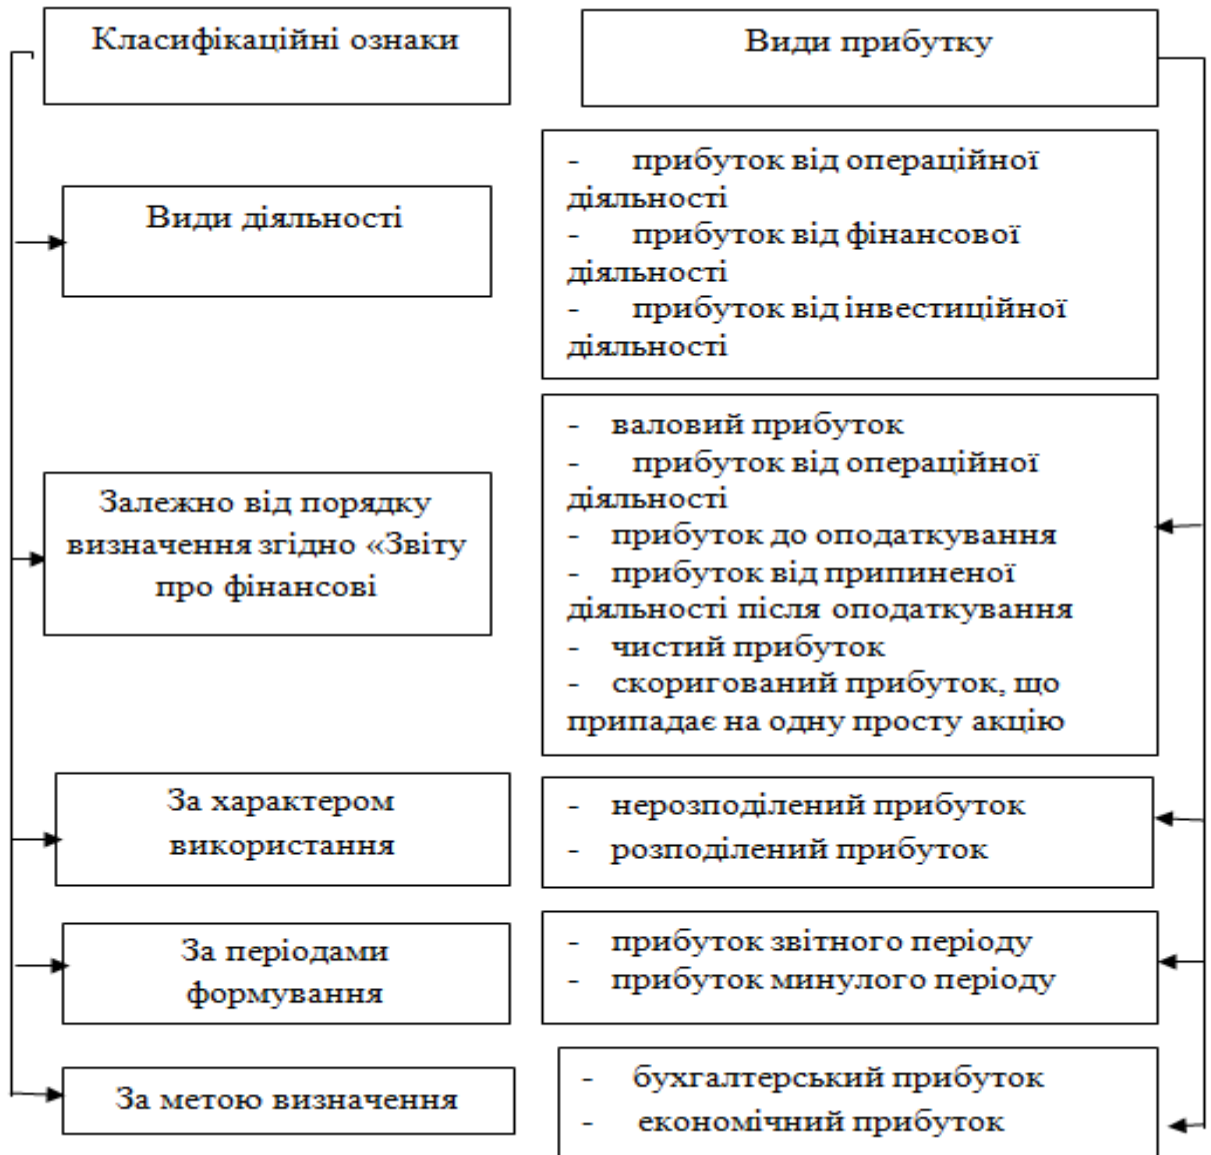 Класифікаційні ознаки
Види прибутку
Види діяльності
- прибуток від операційної
діяльності
- прибуток від фінансової
діяльності
- прибуток від інвестиційної
діяльності
Залежно від порядку
визначення згідно «Звіту
про фінансові
- валовий прибуток
- прибуток від операційної
діяльності
- прибуток до оподаткування
- прибуток від припиненої
діяльності після оподаткування
- чистий прибуток
- скоригований прибуток, що
припадає на одну просту акцію
За характером
використання
- нерозподілений прибуток
- розподілений прибуток
За періодами
формування
- прибуток звітного періоду
- прибуток минулого періоду
За метою визначення
- бухгалтерський прибуток
- економічний прибуток